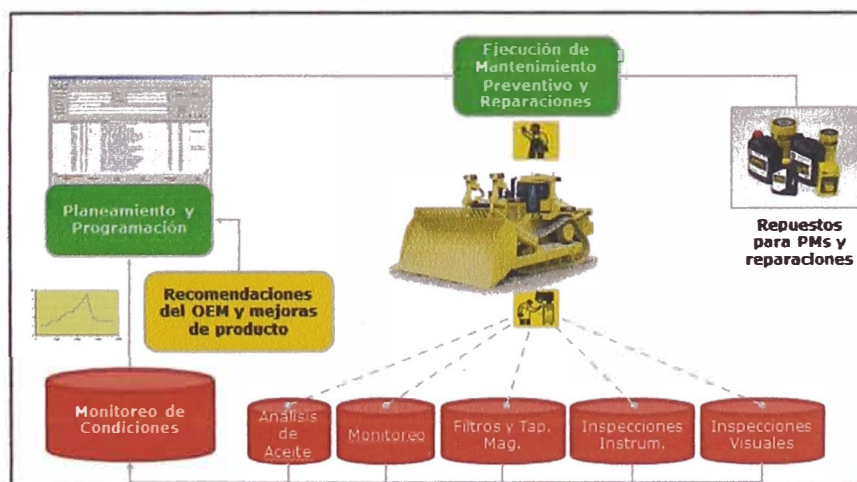 Ejecución de
Mantenimiento
Preventivo y
Reparaciones
Planeamiento y
Programación
Repuestos
para PMs y
reparaciones
Recomendaciones
del OEM y mejoras
de producto
Monitoreo de
Condiciones
Análisis
de
Aceite
Monitoreo
Filtros y Tap.
Mag.
Inspecciones
Instrum.
Inspecciones
Visuales